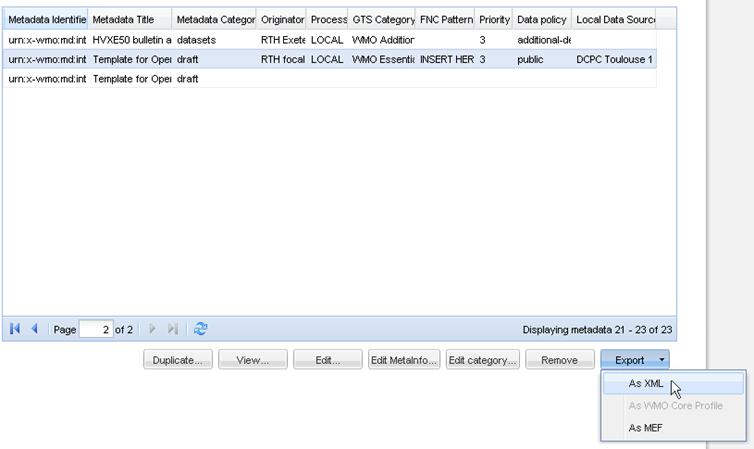 Metadata Identifie Metadata Title Metadata Categor Originator Process GTS Category FNC Pattern Priority Data policy Local Data Source
urn:x-wmo:md:int HVXE50 bulletin a datasets RTH Exete LOCAL WMO Addition 3 additional-de
urn:x-wmo:md:int Template for Oper draft RTH focal LOCAL WMO Essentia INSERT HER 3 public DCPC Toulouse 1
urn:x-wmo:md:int Template for Oper draft
Page 2 of 2 Displaying metadata 21 - 23 of 23
Duplicate... View... Edit... Edit MetaInfo... Edit category... Remove Export
As XML
As WMO Core Profile
As MEF